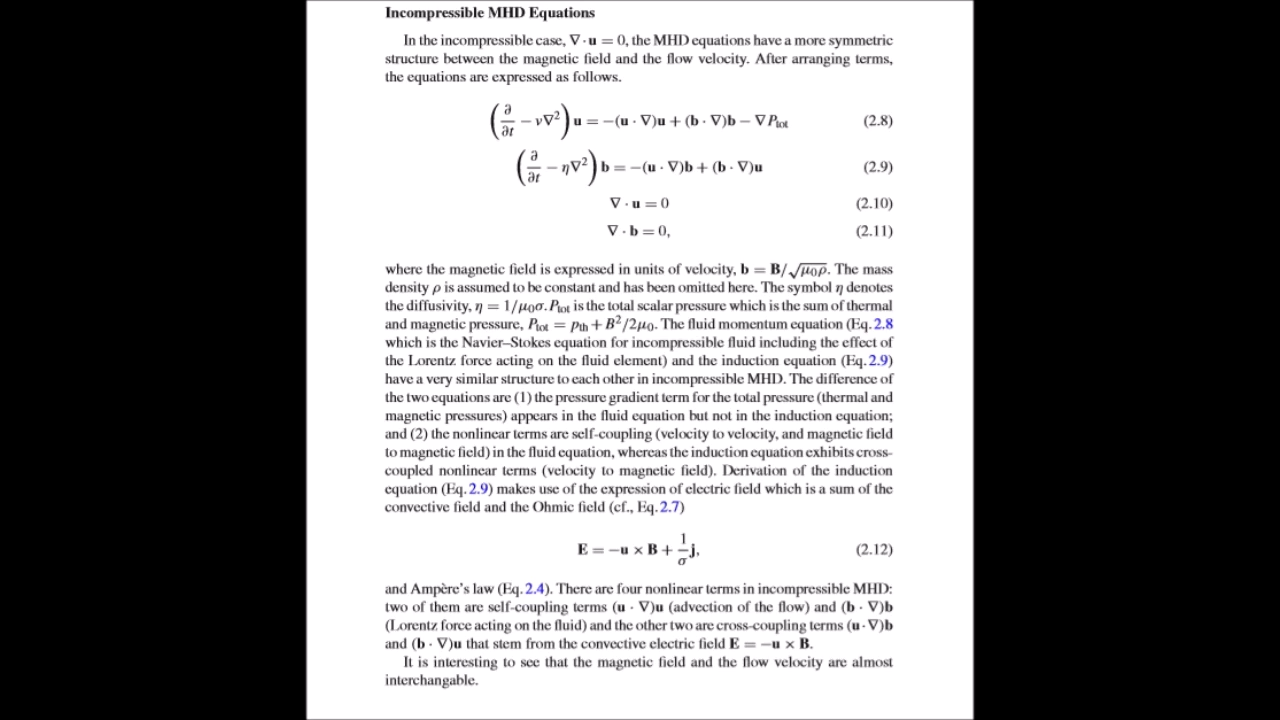 Incompressible MHD Equations
In the incompressible case, ∇ · u = 0, the MHD equations have a more symmetric
structure between the magnetic field and the flow velocity. After arranging terms,
the equations are expressed as follows.
(∂/∂t − ν∇²) u = −(u · ∇)u + (b · ∇)b − ∇Ptot (2.8)
(∂/∂t − η∇²) b = −(u · ∇)b + (b · ∇)u (2.9)
∇ · u = 0 (2.10)
∇ · b = 0, (2.11)
where the magnetic field is expressed in units of velocity, b = B/√μ0ρ. The mass
density ρ is assumed to be constant and has been omitted here. The symbol η denotes
the diffusivity, η = 1/μ0σ. Ptot is the total scalar pressure which is the sum of thermal
and magnetic pressure, Ptot = pth + B²/2μ0. The fluid momentum equation (Eq. 2.8
which is the Navier–Stokes equation for incompressible fluid including the effect of
the Lorentz force acting on the fluid element) and the induction equation (Eq. 2.9)
have a very similar structure to each other in incompressible MHD. The difference of
the two equations are (1) the pressure gradient term for the total pressure (thermal and
magnetic pressures) appears in the fluid equation but not in the induction equation;
and (2) the nonlinear terms are self-coupling (velocity to velocity, and magnetic field
to magnetic field) in the fluid equation, whereas the induction equation exhibits cross-
coupled nonlinear terms (velocity to magnetic field). Derivation of the induction
equation (Eq. 2.9) makes use of the expression of electric field which is a sum of the
convective field and the Ohmic field (cf., Eq. 2.7)
E = −u × B + 1/σ j, (2.12)
and Ampère's law (Eq. 2.4). There are four nonlinear terms in incompressible MHD:
two of them are self-coupling terms (u · ∇)u (advection of the flow) and (b · ∇)b
(Lorentz force acting on the fluid) and the other two are cross-coupling terms (u · ∇)b
and (b · ∇)u that stem from the convective electric field E = −u × B.
It is interesting to see that the magnetic field and the flow velocity are almost
interchangable.